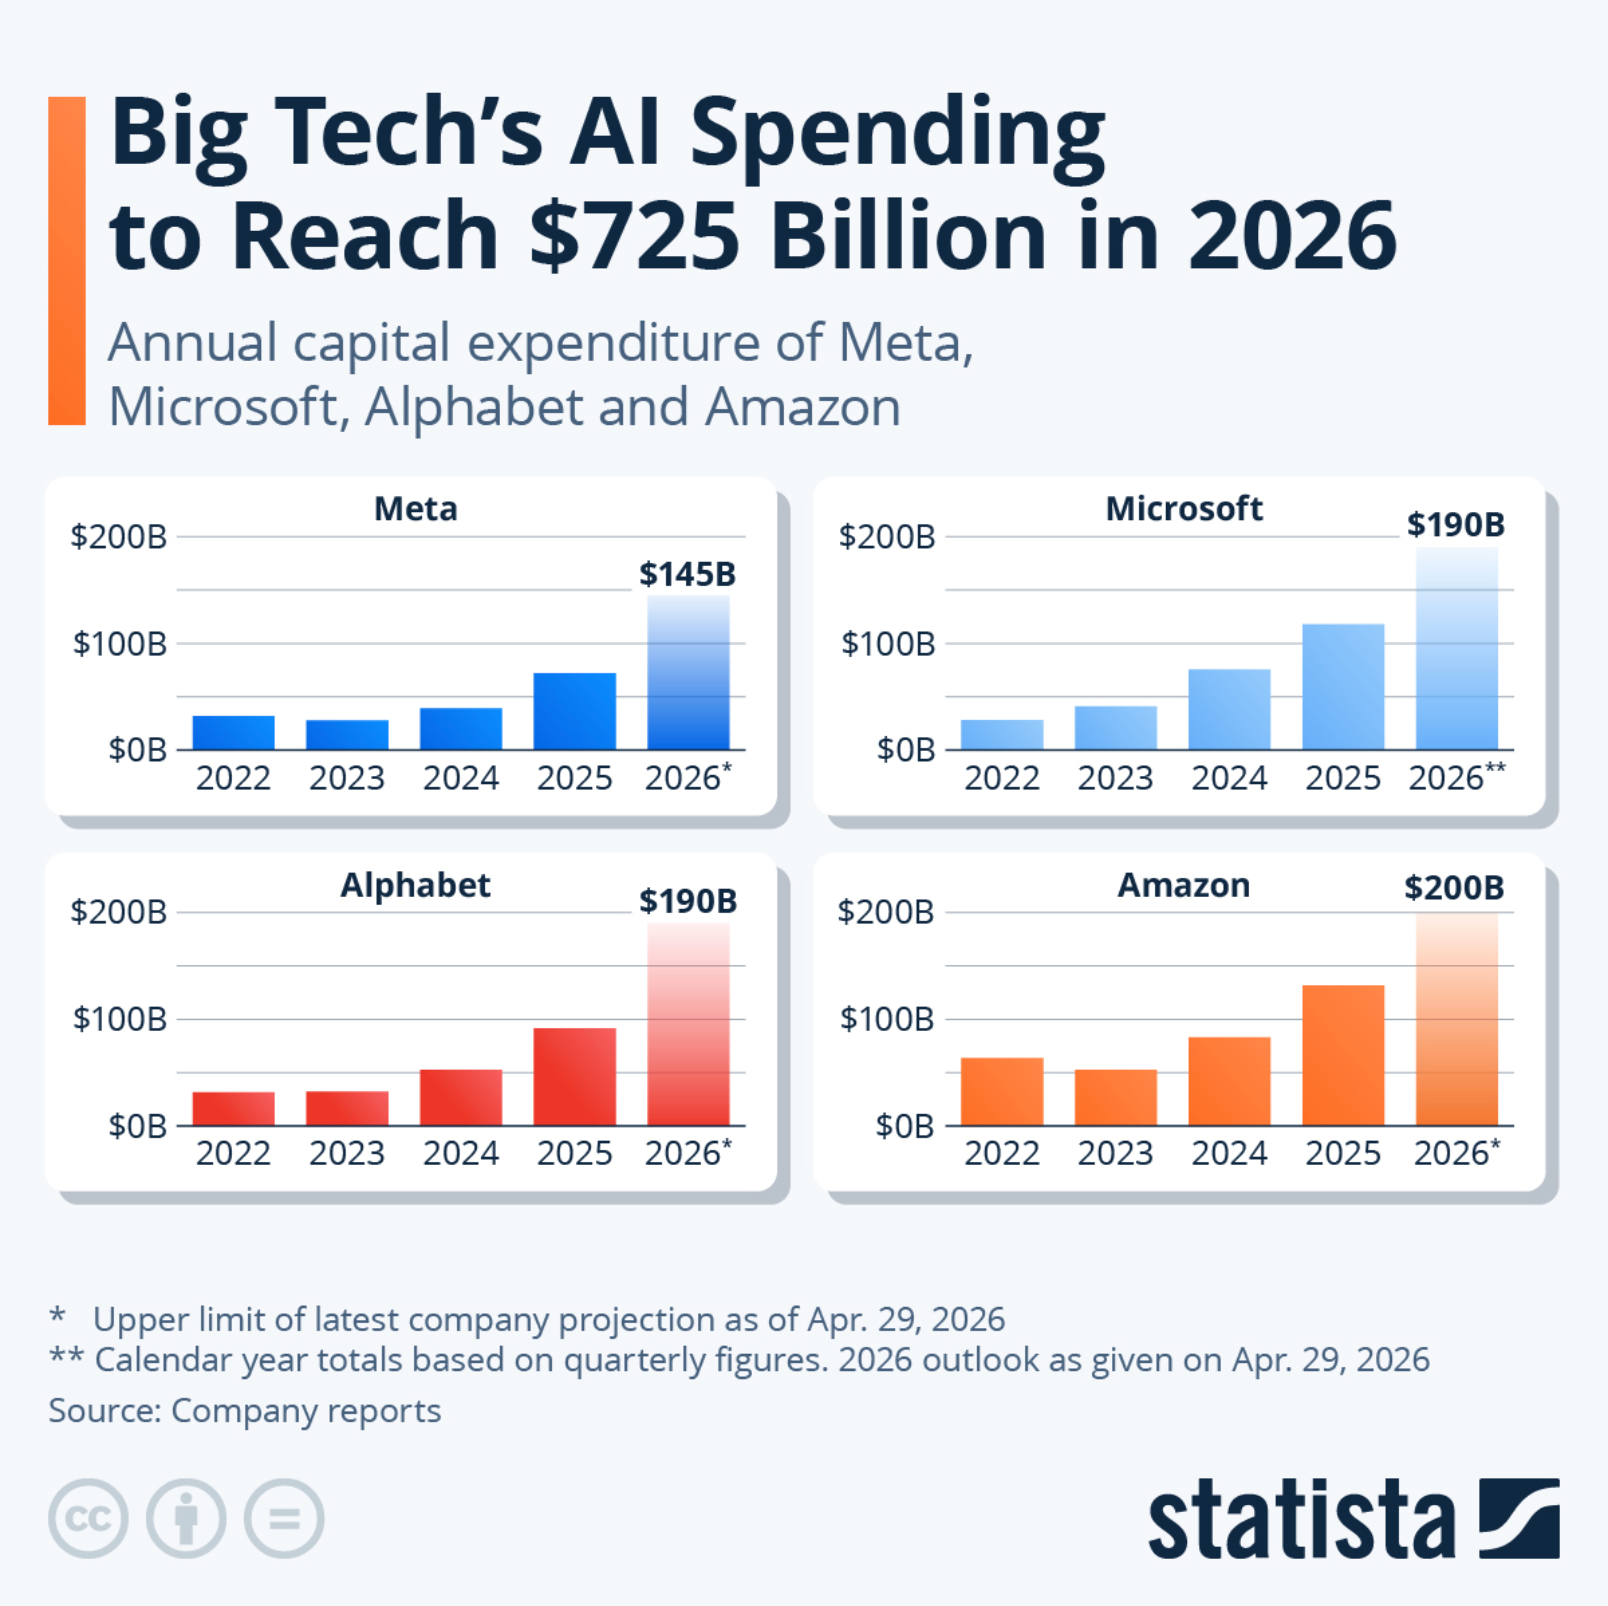 Big Tech’s AI Spending
to Reach $725 Billion in 2026
Annual capital expenditure of Meta,
Microsoft, Alphabet and Amazon
Meta
$200B
$145B
$100B
$0B
2022 2023 2024 2025 2026*
Microsoft
$200B
$190B
$100B
$0B
2022 2023 2024 2025 2026**
Alphabet
$200B
$190B
$100B
$0B
2022 2023 2024 2025 2026*
Amazon
$200B
$200B
$100B
$0B
2022 2023 2024 2025 2026*
* Upper limit of latest company projection as of Apr. 29, 2026
** Calendar year totals based on quarterly figures. 2026 outlook as given on Apr. 29, 2026
Source: Company reports
cc
statista